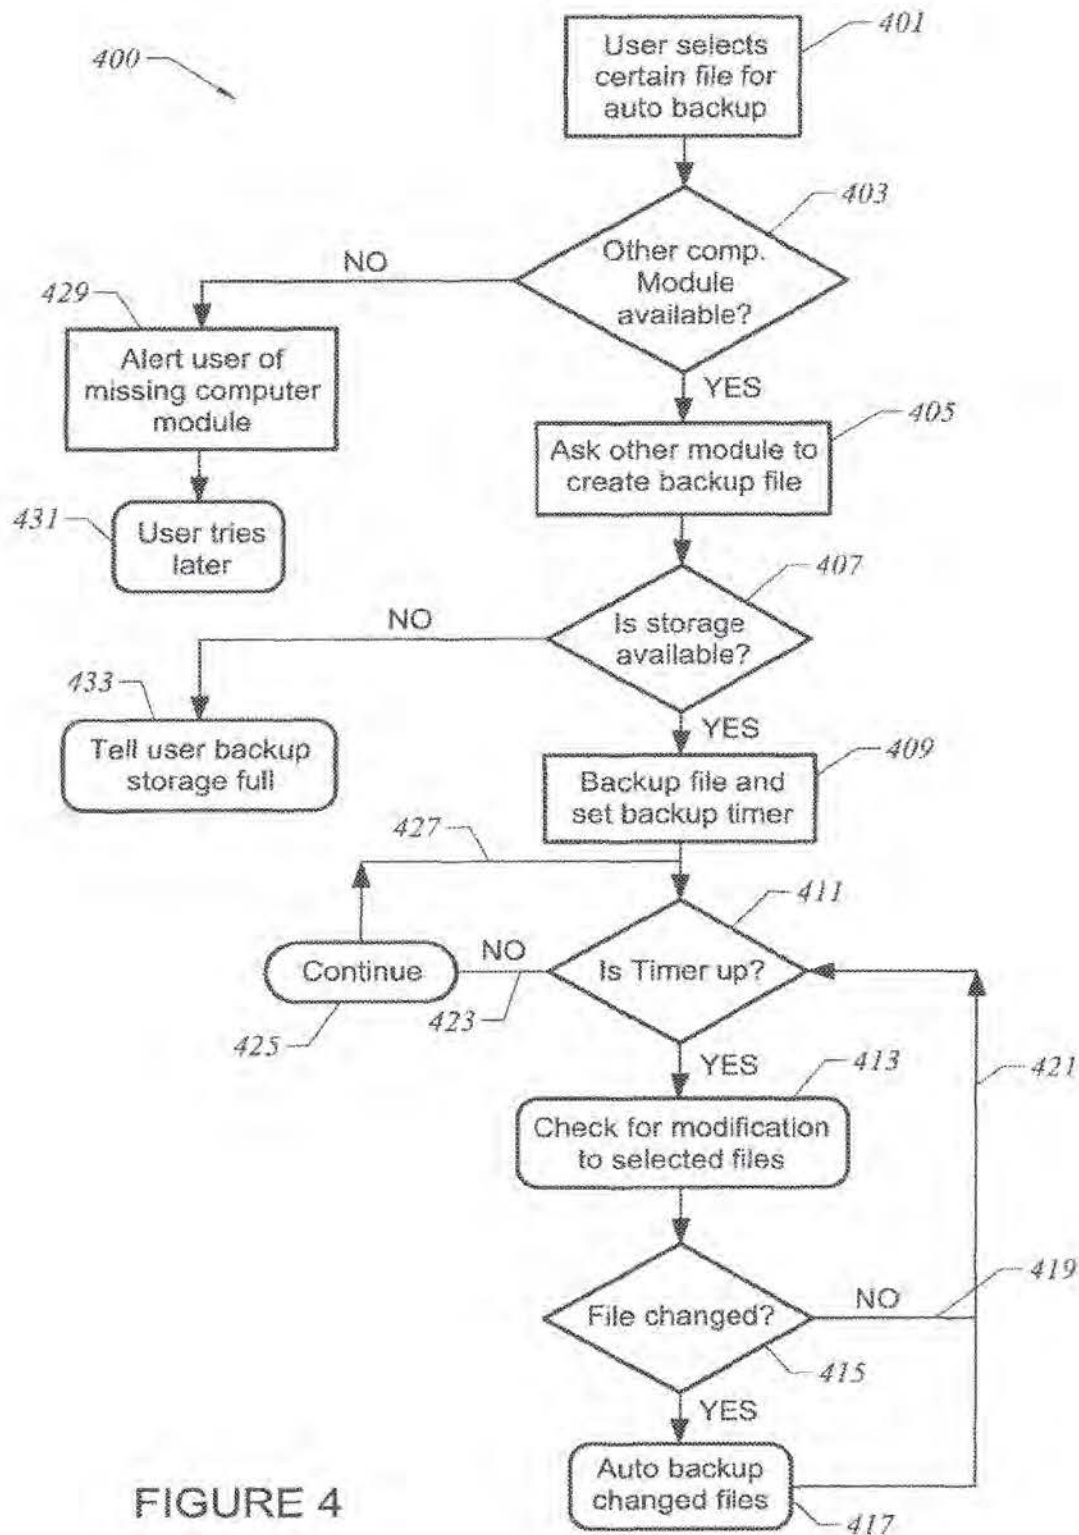 400
401
User selects
certain file for
auto backup
403
Other comp.
Module
available?
NO
YES
429
Alert user of
missing computer
module
405
Ask other module to
create backup file
431
User tries
later
407
Is storage
available?
NO
YES
433
Tell user backup
storage full
409
Backup file and
set backup timer
427
411
Is Timer up?
NO
Continue
423
425
YES
413
Check for modification
to selected files
421
419
File changed?
NO
415
YES
Auto backup
changed files
417
FIGURE 4